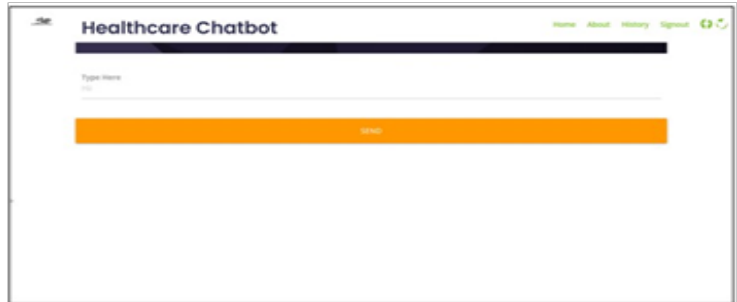 Healthcare Chatbot
Home About History Signout
Type Here
SEND